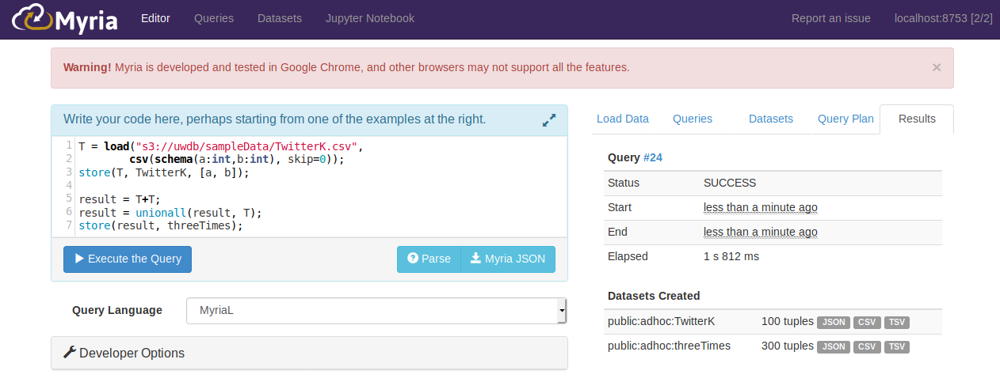 Myria Editor Queries Datasets Jupyter Notebook Report an issue localhost:8753 [2/2]
Warning! Myria is developed and tested in Google Chrome, and other browsers may not support all the features. ×
Write your code here, perhaps starting from one of the examples at the right.
1 T = load("s3://uwdb/sampleData/TwitterK.csv",
2 csv(schema(a:int,b:int), skip=0));
3 store(T, TwitterK, [a, b]);
4
5 result = T+T;
6 result = unionall(result, T);
7 store(result, threeTimes);
Execute the Query Parse Myria JSON
Query Language MyriaL
Developer Options
Load Data Queries Datasets Query Plan Results
Query #24
Status SUCCESS
Start less than a minute ago
End less than a minute ago
Elapsed 1 s 812 ms
Datasets Created
public:adhoc:TwitterK 100 tuples JSON CSV TSV
public:adhoc:threeTimes 300 tuples JSON CSV TSV